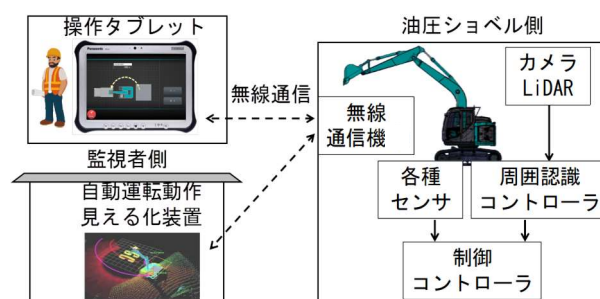 操作タブレット
無線通信
監視者側
自動運転動作
見える化装置
油圧ショベル側
カメラ
LiDAR
無線
通信機
各種
センサ
周囲認識
コントローラ
制御
コントローラ